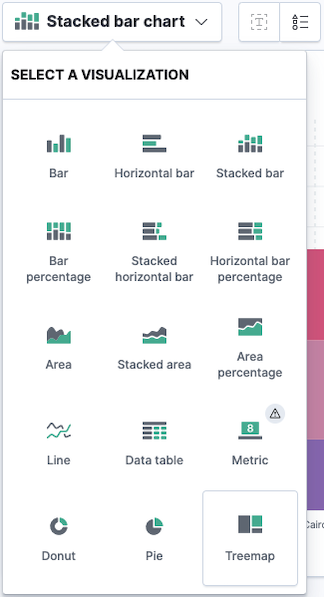 Stacked bar chart
SELECT A VISUALIZATION
Bar
Horizontal bar
Stacked bar
Bar
percentage
Stacked
horizontal bar
Horizontal bar
percentage
Area
Stacked area
Area
percentage
Line
Data table
8
Metric
Donut
Pie
Treemap